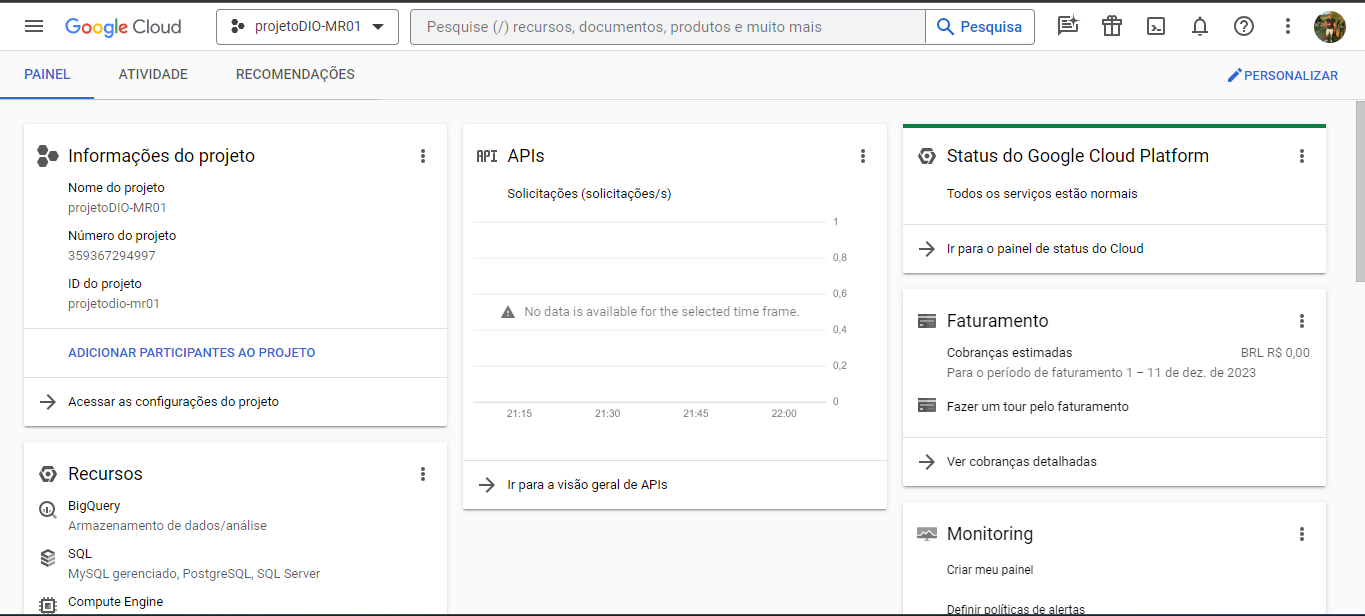 Google Cloud
projetoDIO-MR01
Pesquise (/) recursos, documentos, produtos e muito mais
Pesquisa
PAINEL
ATIVIDADE
RECOMENDAÇÕES
PERSONALIZAR
Informações do projeto
Nome do projeto
projetoDIO-MR01
Número do projeto
359367294997
ID do projeto
projetodio-mr01
ADICIONAR PARTICIPANTES AO PROJETO
Acessar as configurações do projeto
Recursos
BigQuery
Armazenamento de dados/análise
SQL
MySQL gerenciado, PostgreSQL, SQL Server
Compute Engine
API APIs
Solicitações (solicitações/s)
1
0,8
0,6
No data is available for the selected time frame.
0,4
0,2
0
21:15 21:30 21:45 22:00
Ir para a visão geral de APIs
Status do Google Cloud Platform
Todos os serviços estão normais
Ir para o painel de status do Cloud
Faturamento
Cobranças estimadas BRL R$ 0,00
Para o período de faturamento 1 – 11 de dez. de 2023
Fazer um tour pelo faturamento
Ver cobranças detalhadas
Monitoring
Criar meu painel
Definir políticas de alertas